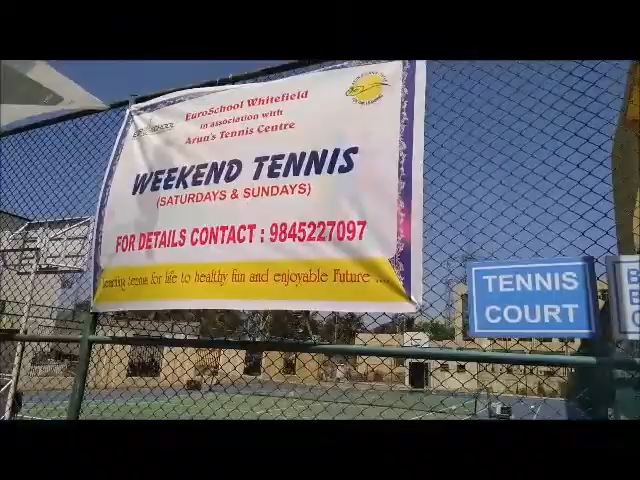 EuroSchool Whitefield
in association with
Arun's Tennis Centre
WEEKEND TENNIS
(SATURDAYS & SUNDAYS)
FOR DETAILS CONTACT : 9845227097
tennis for life to healthy fun and enjoyable Future ....
TENNIS
COURT